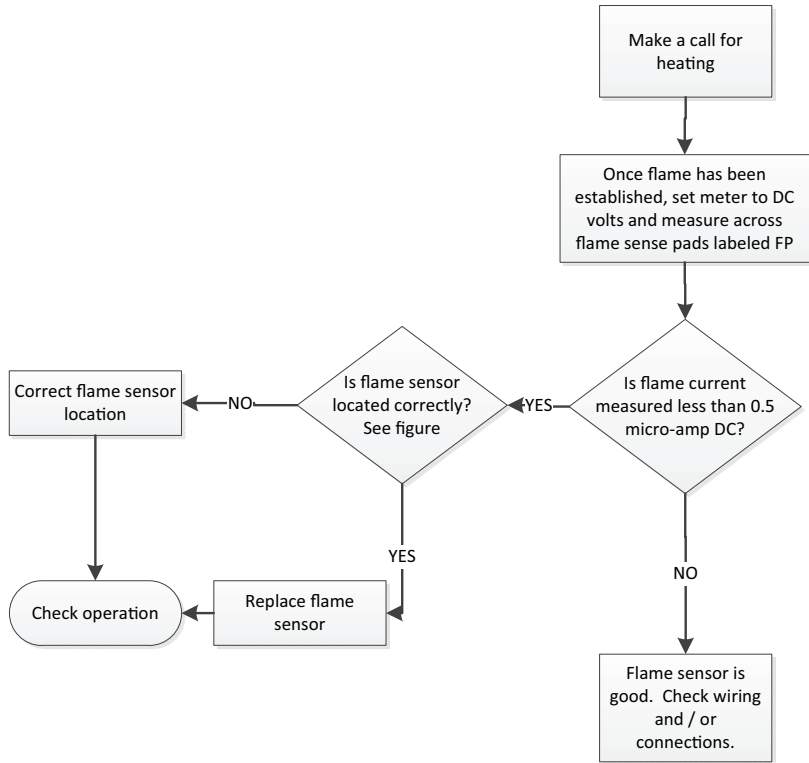 Make a call for
heating
Once flame has been
established, set meter to DC
volts and measure across
flame sense pads labeled FP
Is flame current
measured less than 0.5
micro-amp DC?
YES
Is flame sensor
located correctly?
See figure
NO
Correct flame sensor
location
YES
Replace flame
sensor
Check operation
NO
Flame sensor is
good.  Check wiring
and / or
connections.